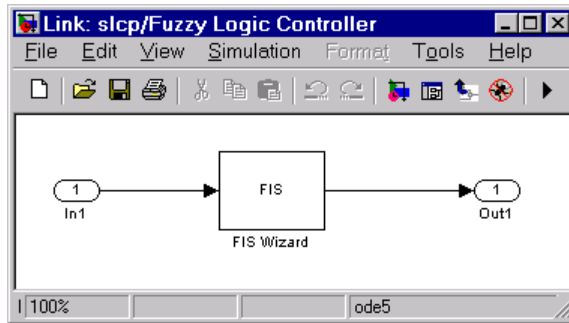 Link: slcp/Fuzzy Logic Controller
File Edit View Simulation Format Tools Help
1 FIS 1
In1 FIS Wizard Out1
100% ode5